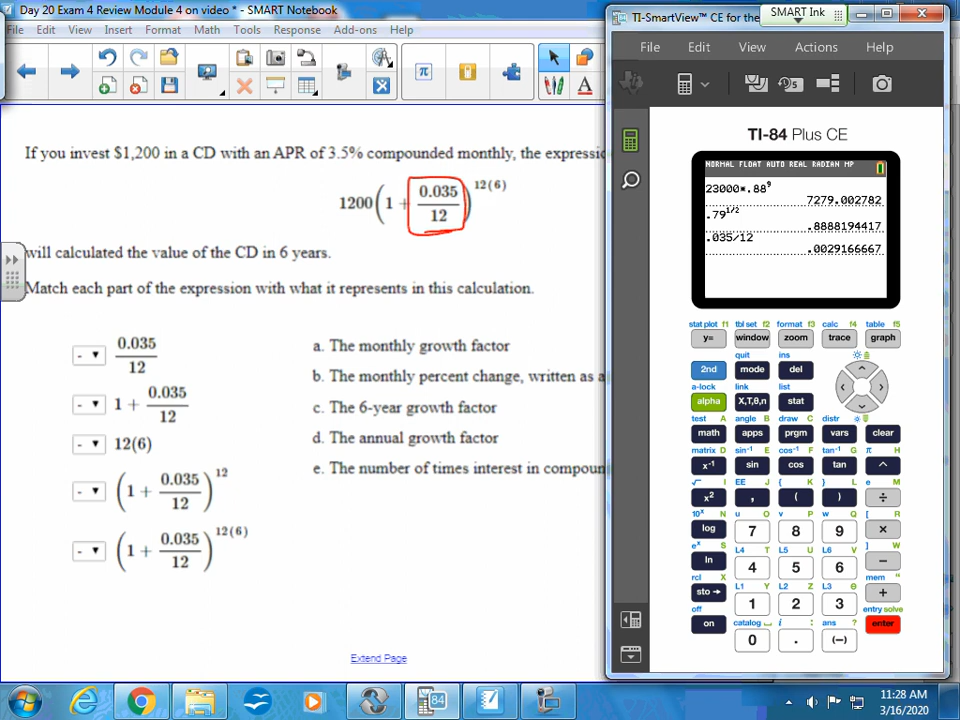 Day 20 Exam 4 Review Module 4 on video * - SMART Notebook
File Edit View Insert Format Math Tools Response Add-ons Help
π
A
If you invest $1,200 in a CD with an APR of 3.5% compounded monthly, the
1200(1 + 0.035/12)^12(6)
will calculated the value of the CD in 6 years.
Match each part of the expression with what it represents in this calculation.
- ▼ 0.035/12
- ▼ 1 + 0.035/12
- ▼ 12(6)
- ▼ (1 + 0.035/12)^12
- ▼ (1 + 0.035/12)^12(6)
a. The monthly growth factor
b. The monthly percent change, written as a
c. The 6-year growth factor
d. The annual growth factor
e. The number of times interest in
Extend Page
TI-SmartView™ CE for the
SMART Ink
File Edit View Actions Help
TI-84 Plus CE
NORMAL FLOAT AUTO REAL RADIAN MP
23000*.88^9
7279.002782
.79^1/2
.8888194417
.035/12
.0029166667
stat plot f1 tbl set f2 format f3 calc f4 table f5
y= window zoom trace graph
quit ins
2nd mode del
a-lock link list
alpha X,T,θ,n stat
test A angle B draw C distr
math apps prgm vars clear
matrix D sin⁻¹ E cos⁻¹ F tan⁻¹ G π H
x⁻¹ sin cos tan ^
√ I EE J { K } L e M
x² , ( ) ÷
10ˣ N u O v P w Q [ R
log 7 8 9 ×
eˣ S L4 T L5 U L6 V ] W
ln 4 5 6 −
rcl X L1 Y L2 Z L3 θ mem "
sto→ 1 2 3 +
off catalog i : ans ? entry solve
on 0 . (−) enter
84
11:28 AM
3/16/2020